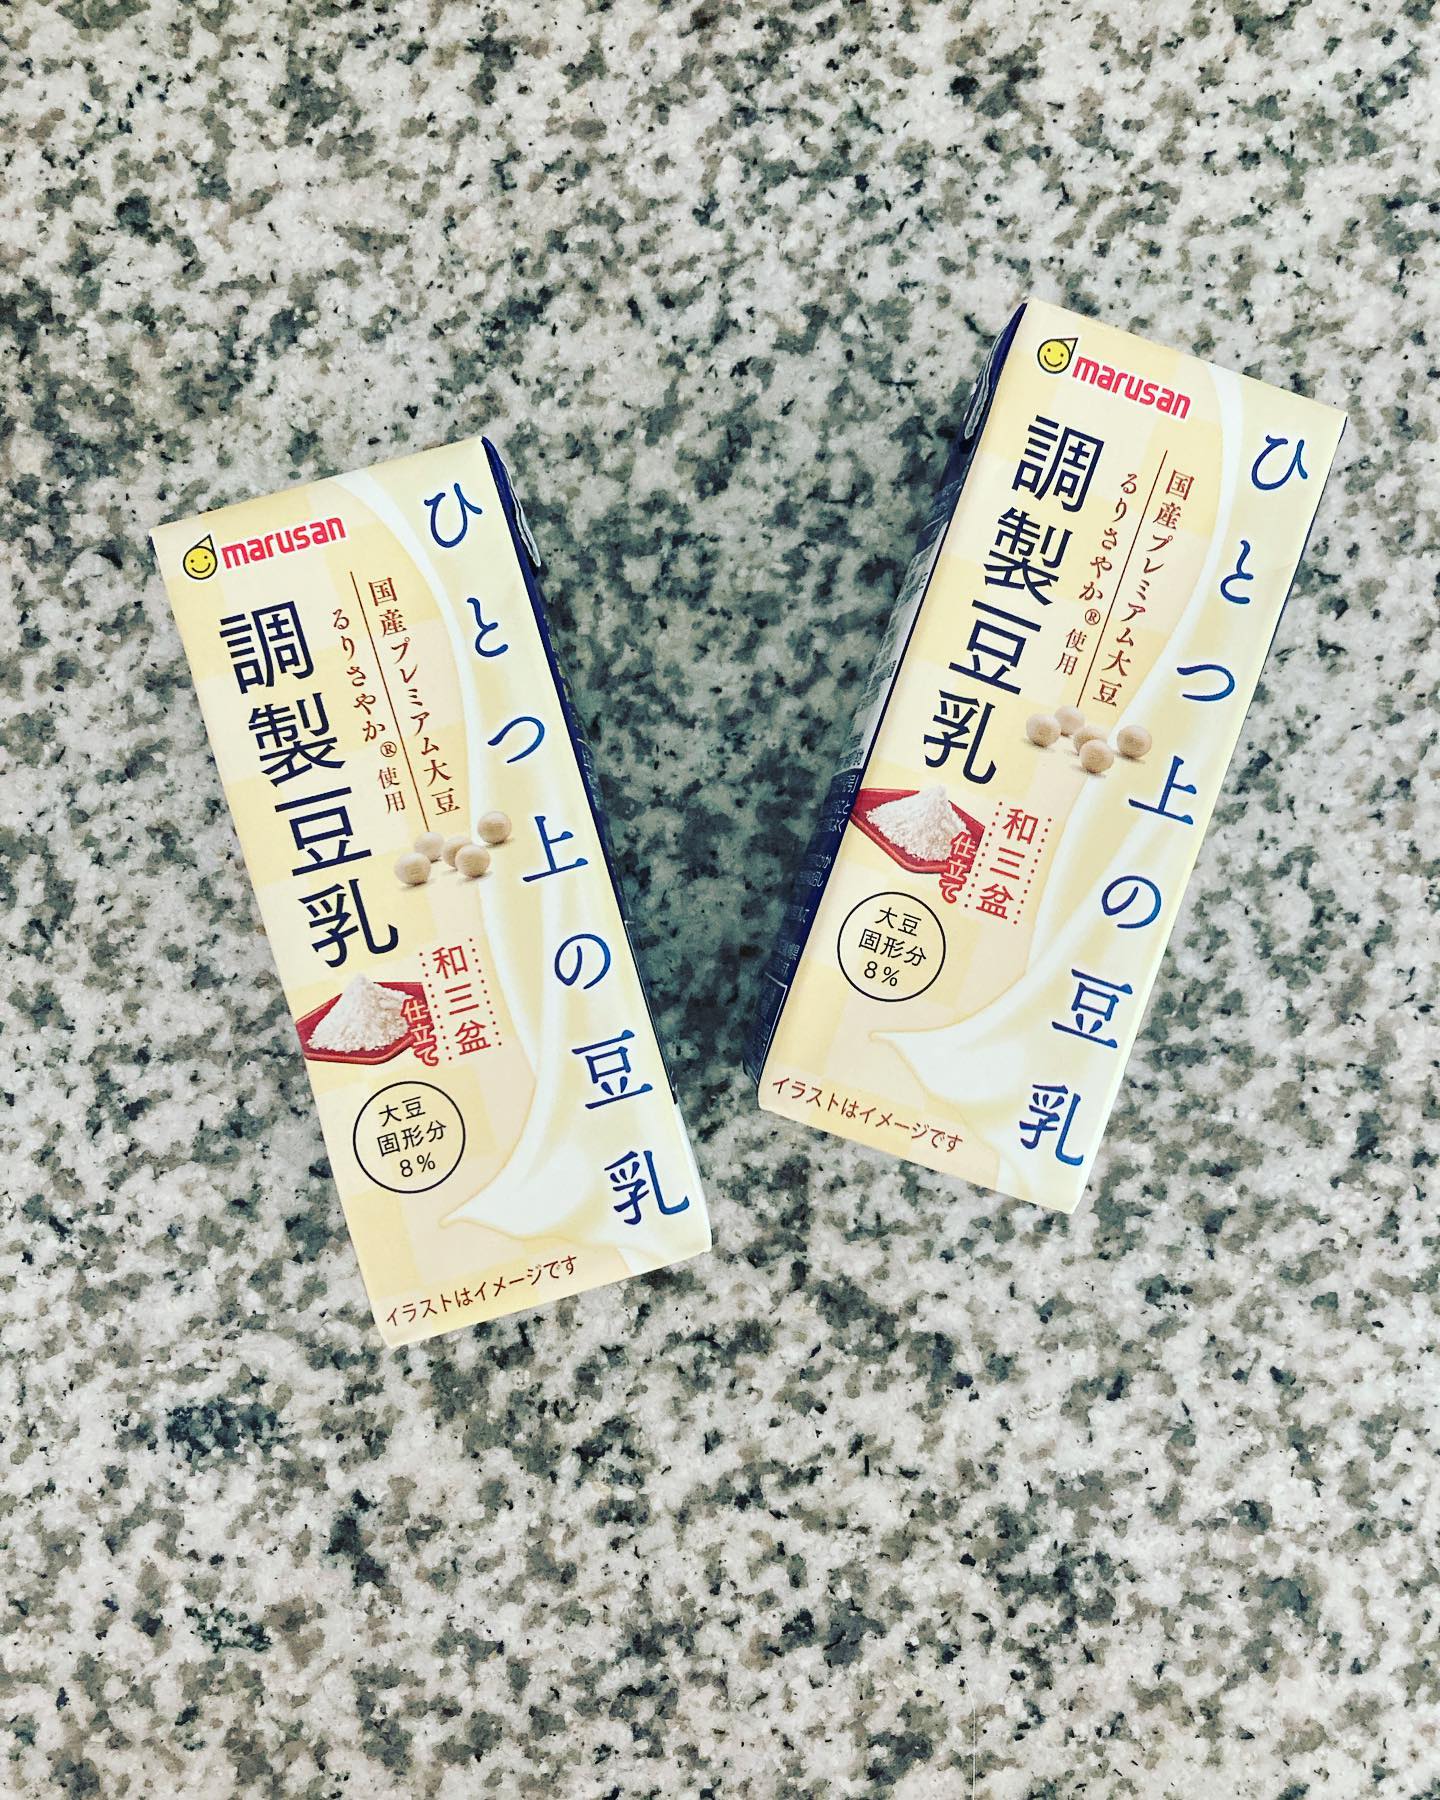 marusan
ひとつ上の豆乳
国産プレミアム大豆
るりさやか®使用
調製豆乳
和三盆
仕立て
大豆
固形分
8%
イラストはイメージです
marusan
ひとつ上の豆乳
国産プレミアム大豆
るりさやか®使用
調製豆乳
和三盆
仕立て
大豆
固形分
8%
イラストはイメージです